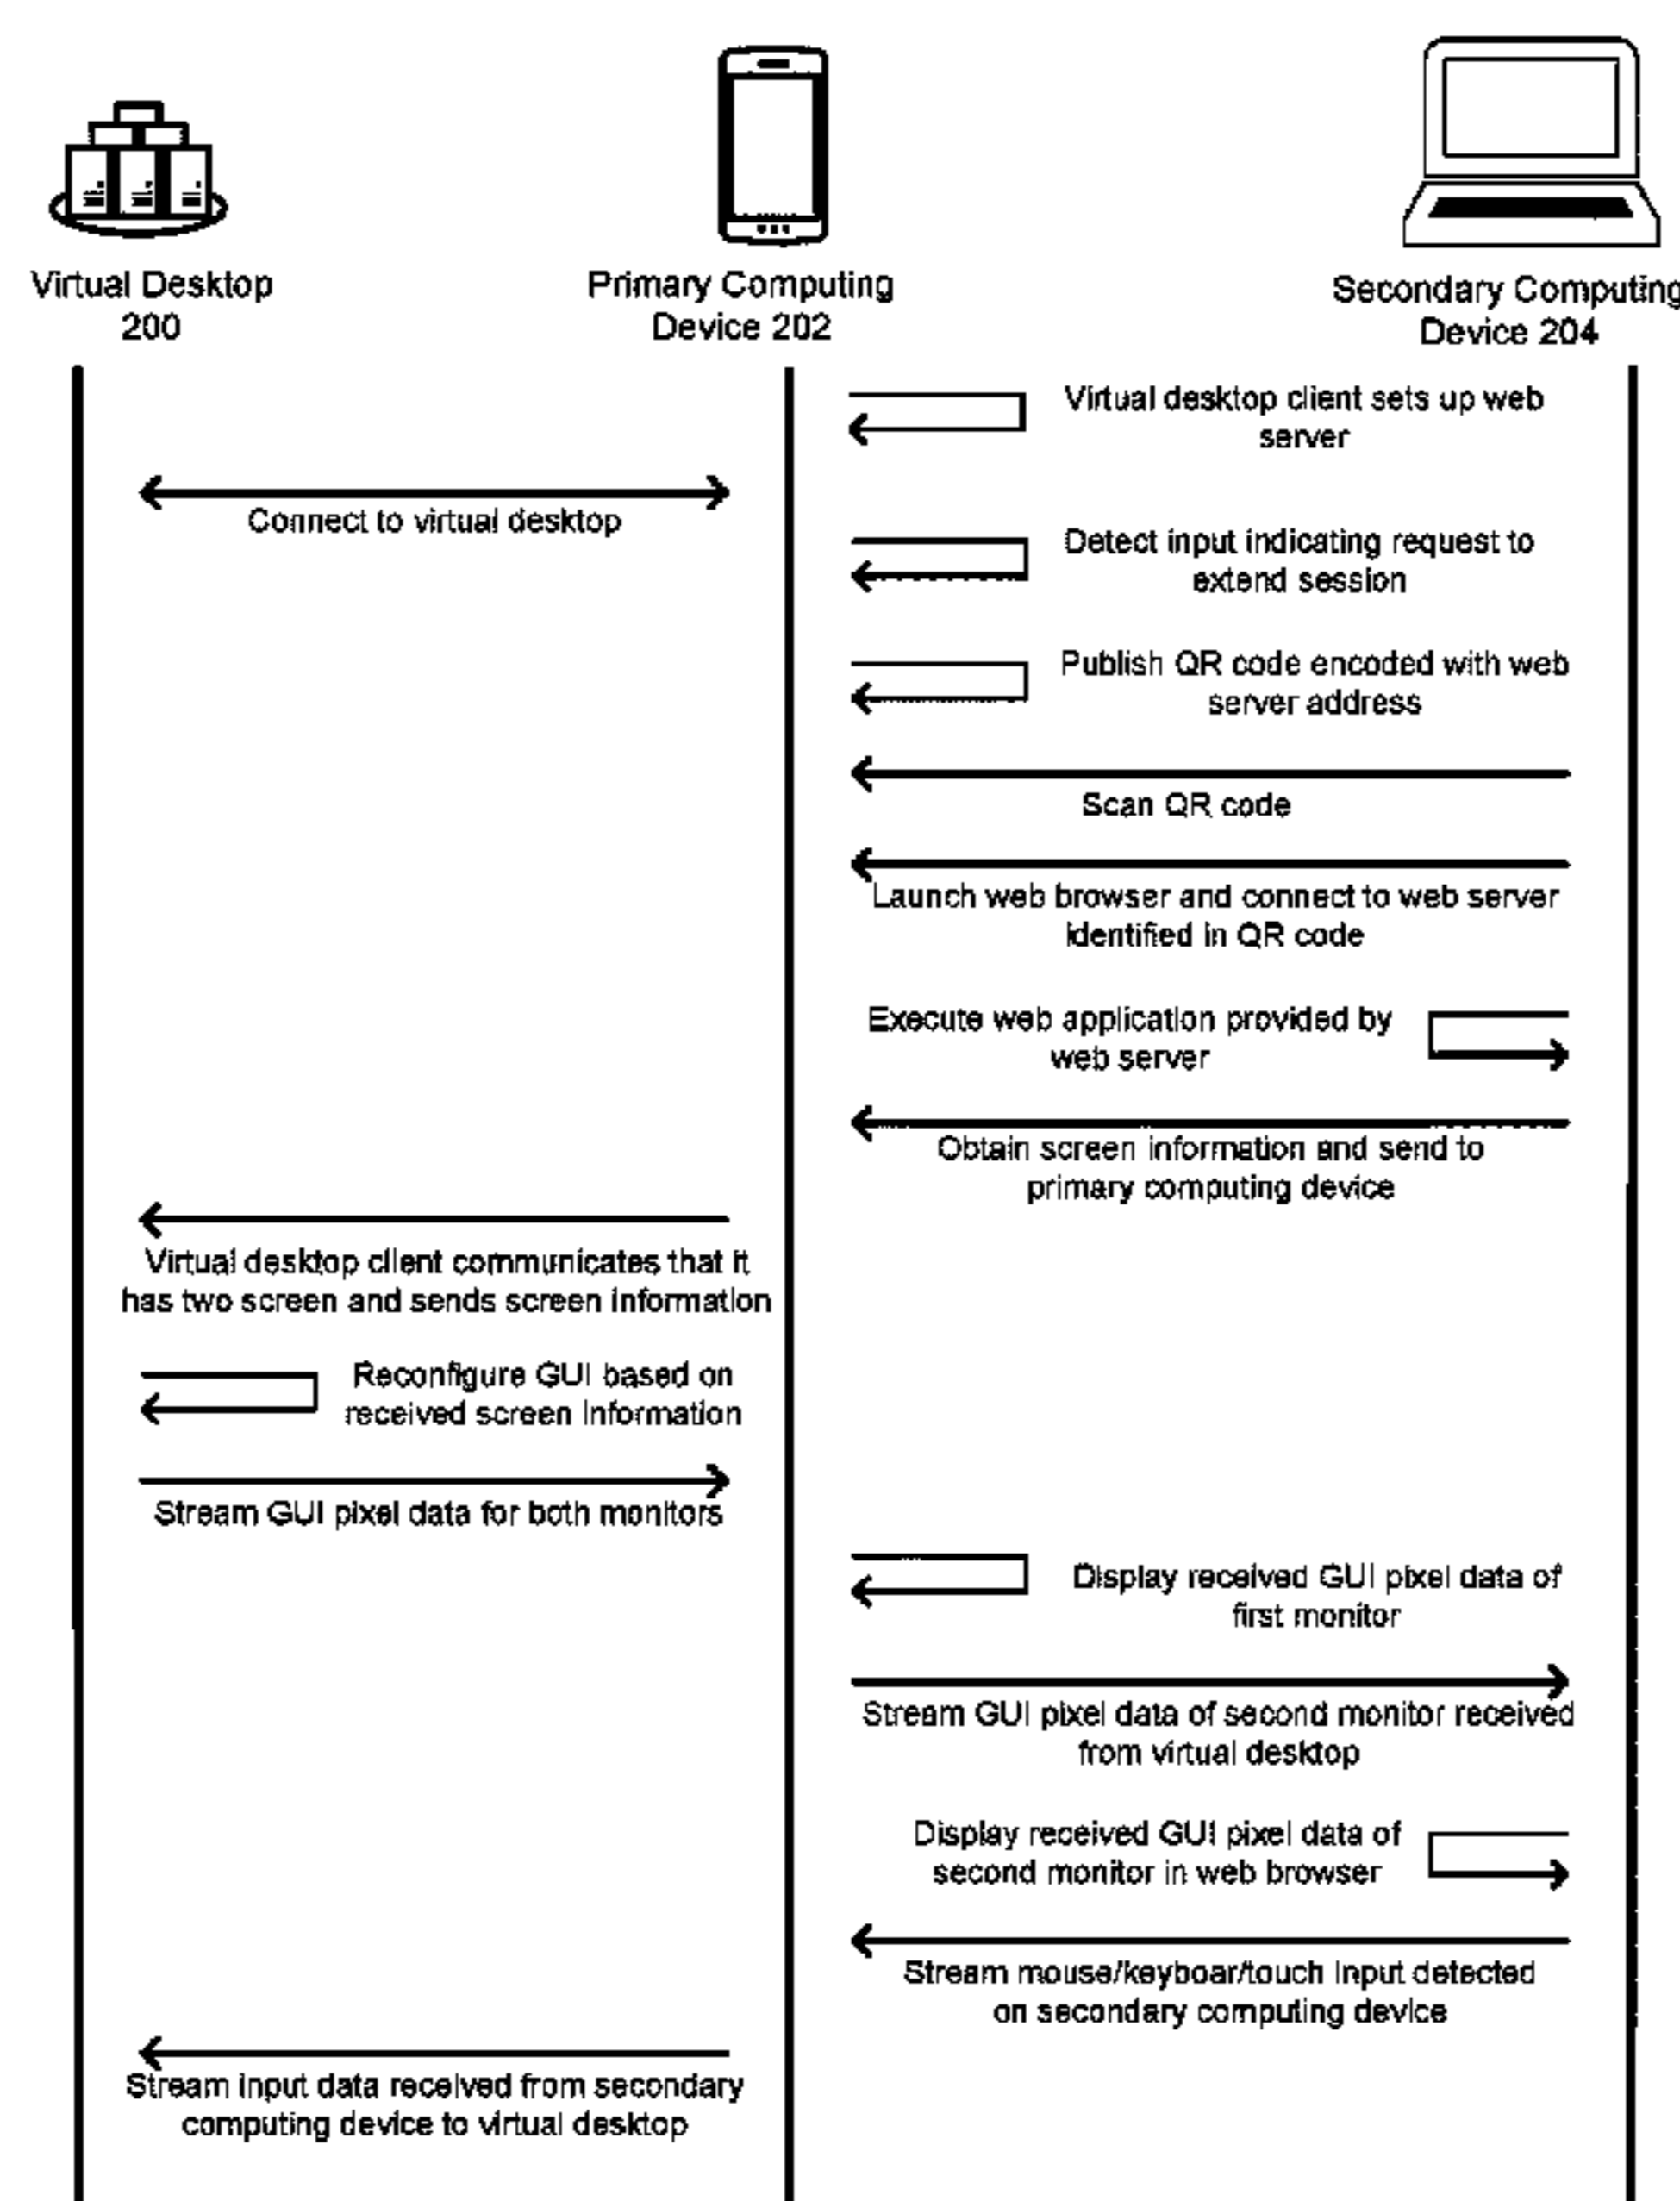 Virtual Desktop
200
Primary Computing
Device 202
Secondary Computing
Device 204
Virtual desktop client sets up web
server
Connect to virtual desktop
Detect input indicating request to
extend session
Publish QR code encoded with web
server address
Scan QR code
Launch web browser and connect to web server
identified in QR code
Execute web application provided by
web server
Obtain screen information and send to
primary computing device
Virtual desktop client communicates that it
has two screen and sends screen information
Reconfigure GUI based on
received screen information
Stream GUI pixel data for both monitors
Display received GUI pixel data of
first monitor
Stream GUI pixel data of second monitor received
from virtual desktop
Display received GUI pixel data of
second monitor in web browser
Stream mouse/keyboar/touch input detected
on secondary computing device
Stream input data received from secondary
computing device to virtual desktop